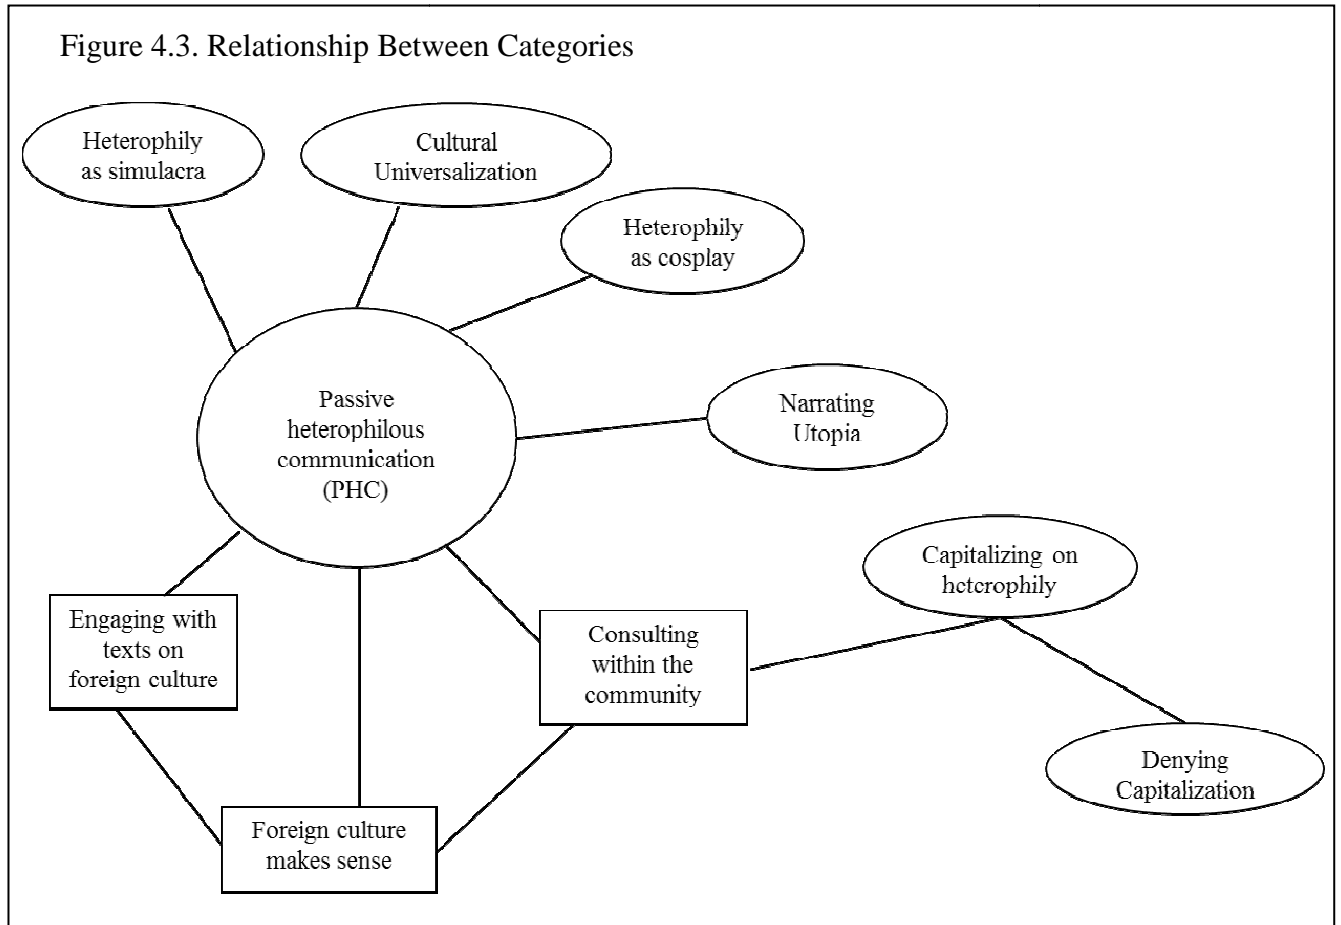 Figure 4.3. Relationship Between Categories
Heterophily
as simulacra
Cultural
Universalization
Heterophily
as cosplay
Passive
heterophilous
communication
(PHC)
Narrating
Utopia
Capitalizing on
heterophily
Engaging with
texts on
foreign culture
Consulting
within the
community
Denying
Capitalization
Foreign culture
makes sense